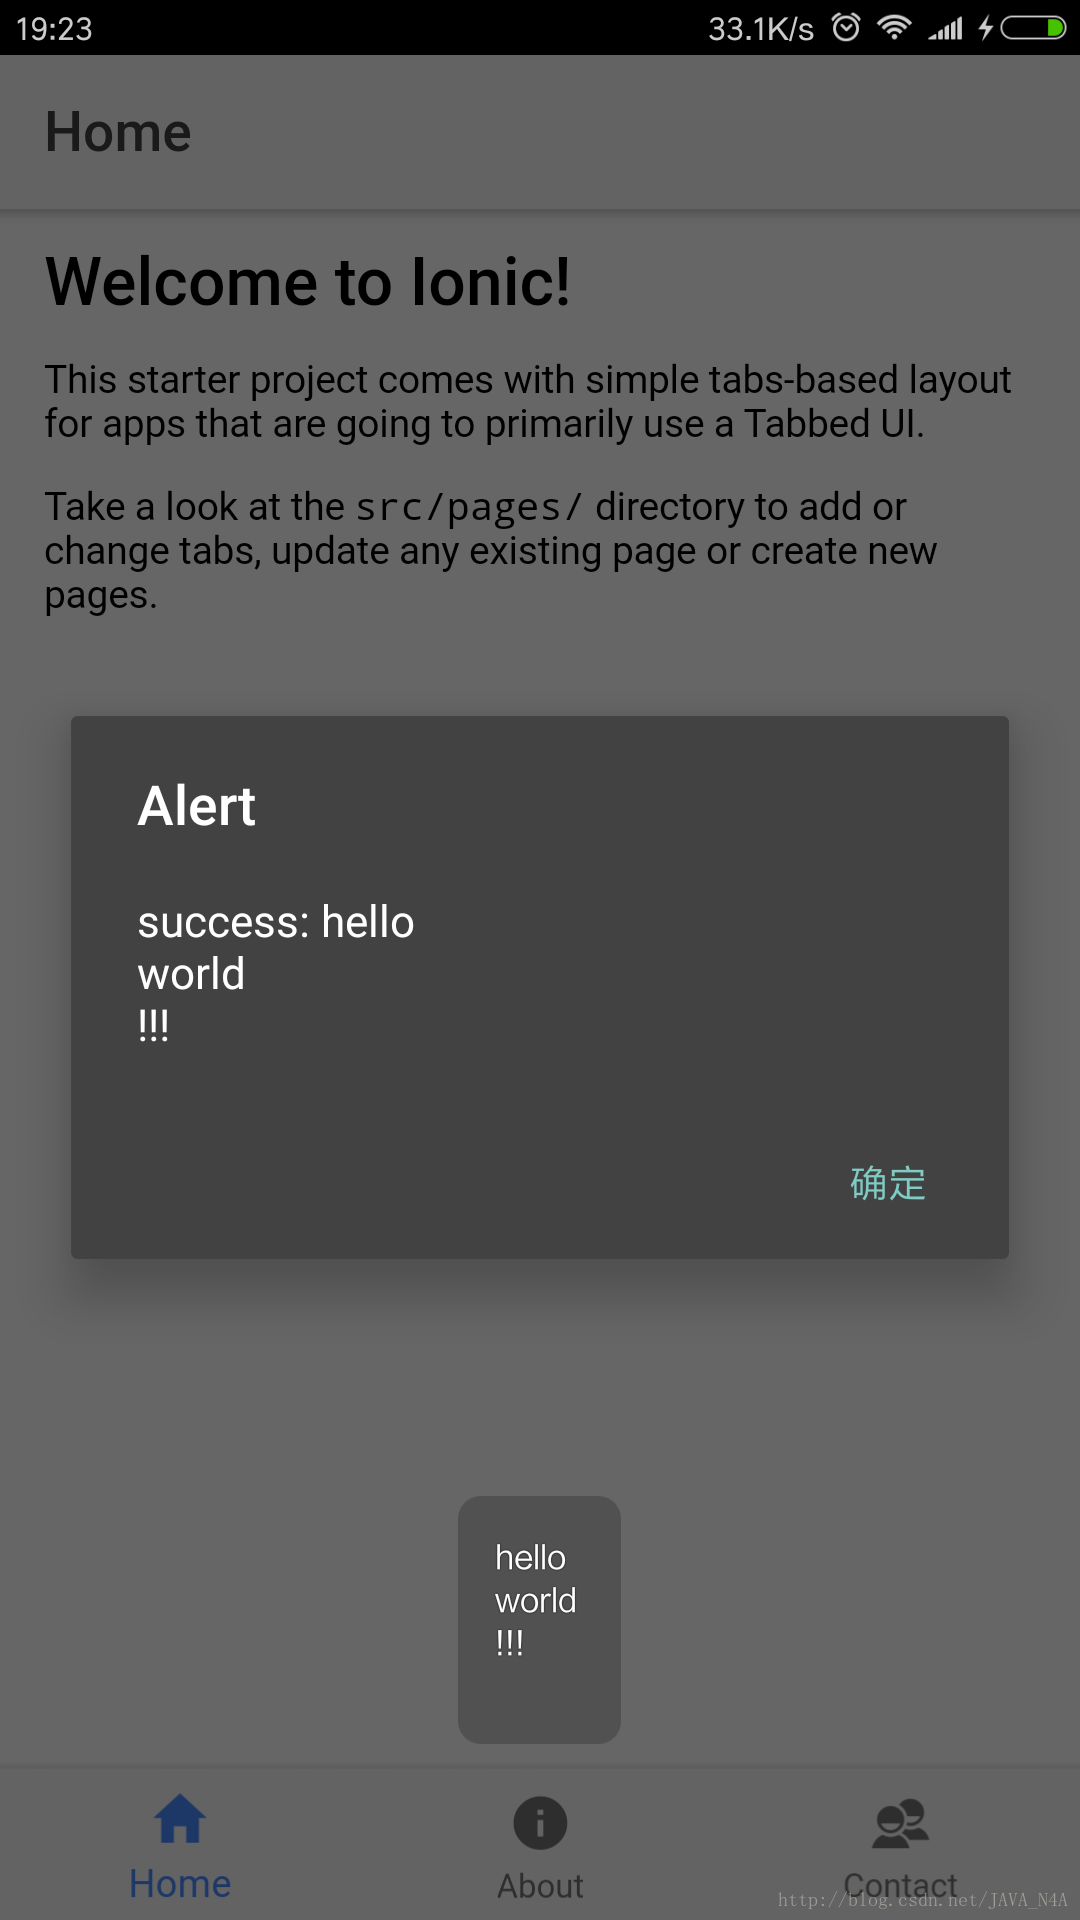 19:23
33.1K/s
Home
Welcome to Ionic!
This starter project comes with simple tabs-based layout
for apps that are going to primarily use a Tabbed UI.
Take a look at the src/pages/ directory to add or
change tabs, update any existing page or create new
pages.
Alert
success: hello
world
!!!
确定
hello
world
!!!
Home
About
Contact
http://blog.csdn.net/JAVA_N4A